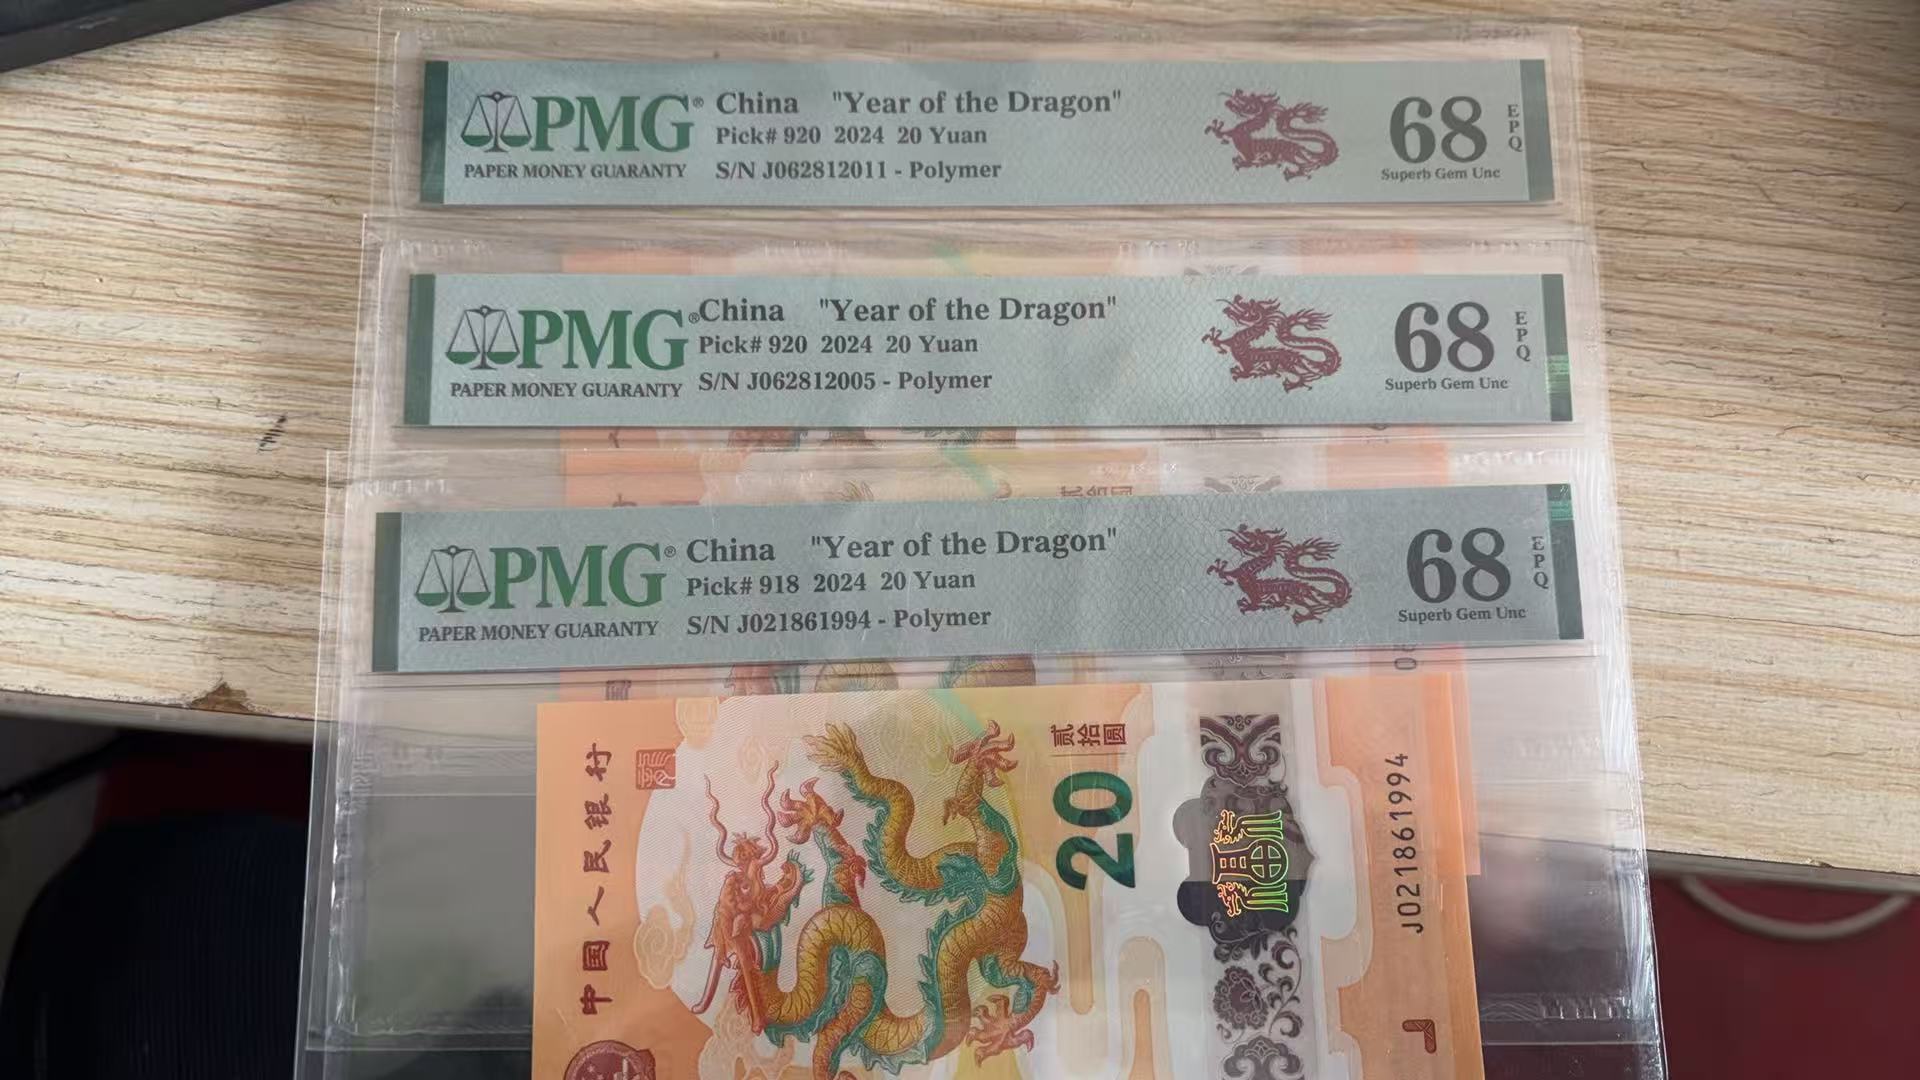 PMG® China "Year of the Dragon"
Pick# 920 2024 20 Yuan
PAPER MONEY GUARANTY S/N J062812011 - Polymer
68
EPQ
Superb Gem Unc
PMG® China "Year of the Dragon"
Pick# 920 2024 20 Yuan
PAPER MONEY GUARANTY S/N J062812005 - Polymer
68
EPQ
Superb Gem Unc
PMG® China "Year of the Dragon"
Pick# 918 2024 20 Yuan
PAPER MONEY GUARANTY S/N J021861994 - Polymer
68
EPQ
Superb Gem Unc
中国人民银行
贰拾圆
20
J021861994